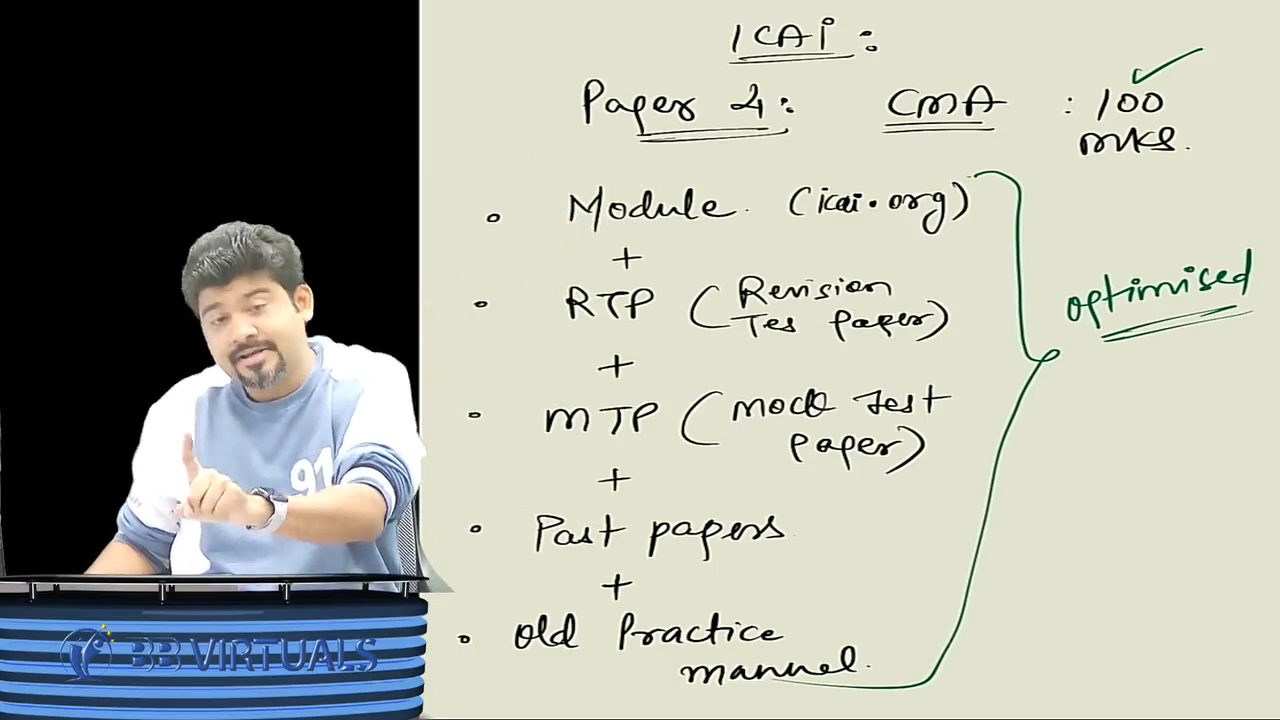 ICAI :
Paper 4 : CMA : 100
mks.
• Module. (icai.org)
+
• RTP (Revision
Tes paper)
optimised
+
• MTP (Mock Test
paper)
+
• Past papers
+
• Old Practice
manuel.
91
BB VIRTUALS